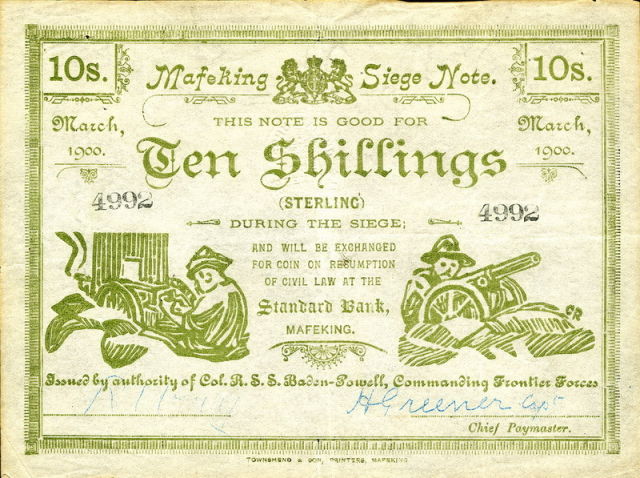 10s. Mafeking Siege Note. 10s.
March, 1900. THIS NOTE IS GOOD FOR March, 1900.
Ten Shillings
4992 (STERLING) 4992
DURING THE SIEGE;
AND WILL BE EXCHANGED
FOR COIN ON RESUMPTION
OF CIVIL LAW AT THE
Standard Bank,
MAFEKING.
CR
Issued by authority of Col. R. S. S. Baden-Powell, Commanding Frontier Forces
H Greener Capt
Chief Paymaster.
TOWNSHEND & SON, PRINTERS, MAFEKING